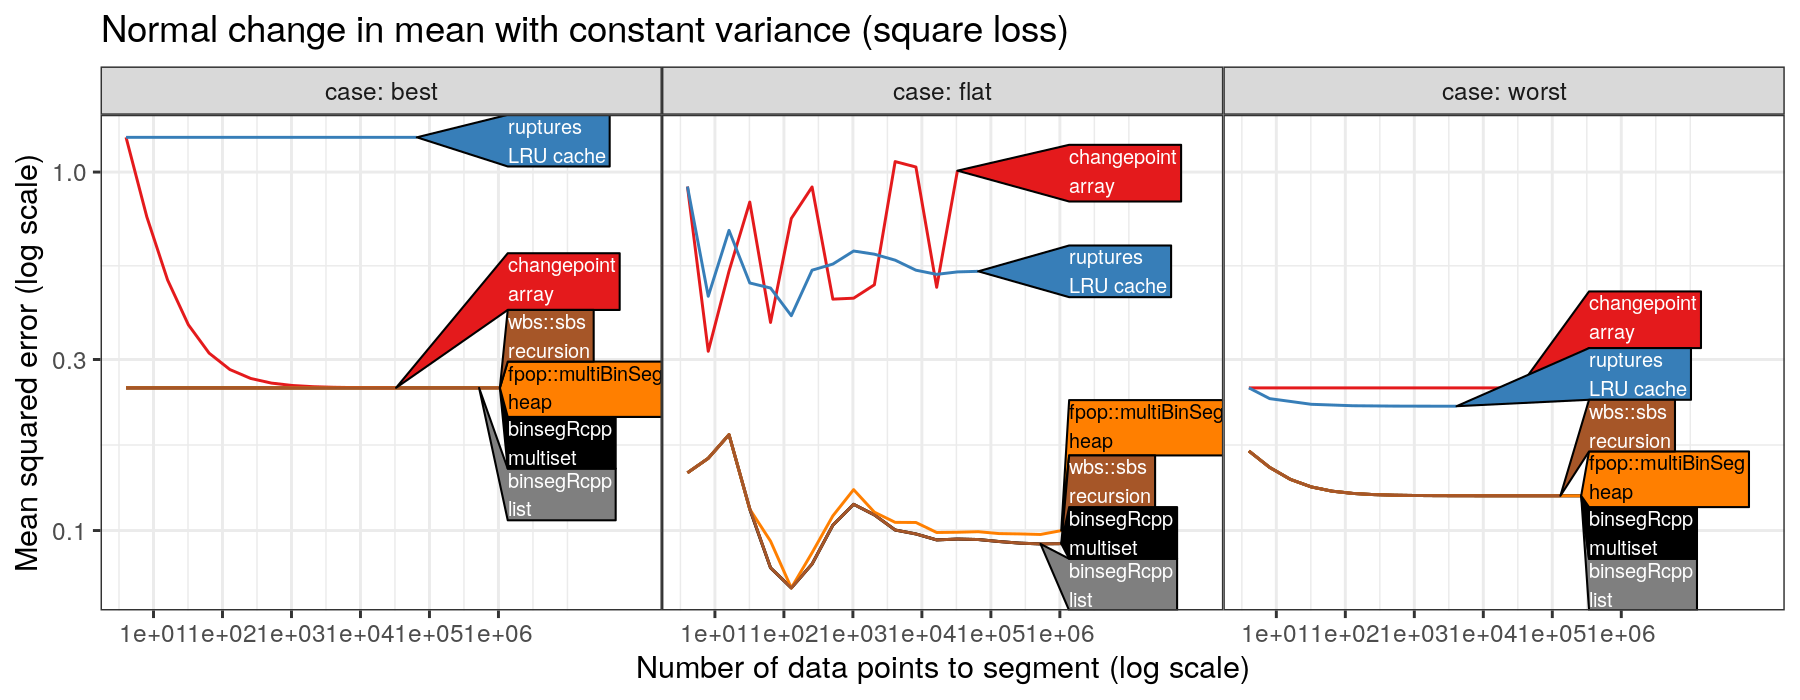 Normal change in mean with constant variance (square loss)
case: best
case: flat
case: worst
Mean squared error (log scale)
1.0
0.3
0.1
ruptures
LRU cache
changepoint
array
wbs::sbs
recursion
fpop::multiBinSeg
heap
binsegRcpp
multiset
binsegRcpp
list
changepoint
array
ruptures
LRU cache
fpop::multiBinSeg
heap
wbs::sbs
recursion
binsegRcpp
multiset
binsegRcpp
list
changepoint
array
ruptures
LRU cache
wbs::sbs
recursion
fpop::multiBinSeg
heap
binsegRcpp
multiset
binsegRcpp
list
1e+011e+021e+031e+041e+051e+06
1e+011e+021e+031e+041e+051e+06
1e+011e+021e+031e+041e+051e+06
Number of data points to segment (log scale)